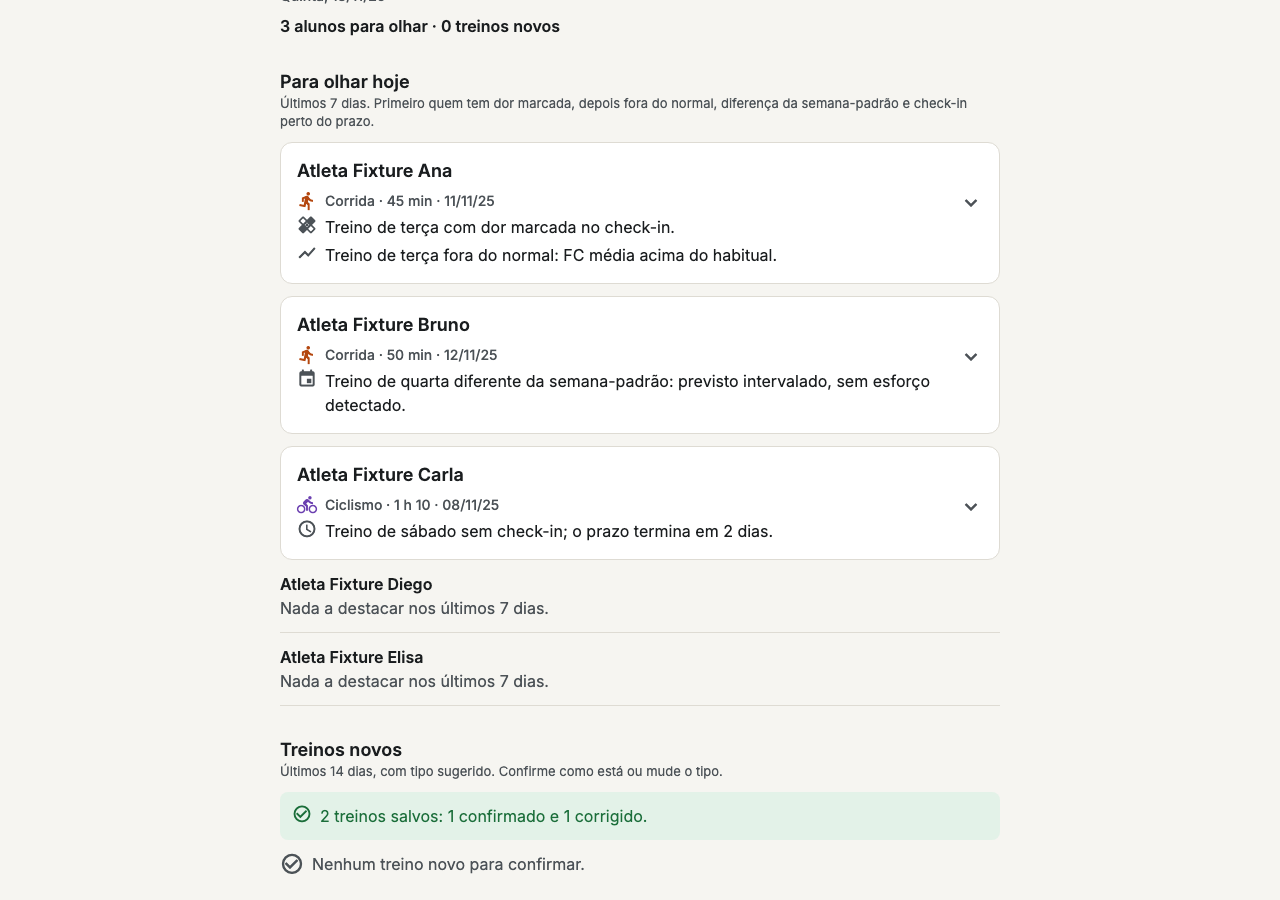 3 alunos para olhar · 0 treinos novos
Para olhar hoje
Últimos 7 dias. Primeiro quem tem dor marcada, depois fora do normal, diferença da semana-padrão e check-in
perto do prazo.
Atleta Fixture Ana
Corrida · 45 min · 11/11/25
Treino de terça com dor marcada no check-in.
Treino de terça fora do normal: FC média acima do habitual.
Atleta Fixture Bruno
Corrida · 50 min · 12/11/25
Treino de quarta diferente da semana-padrão: previsto intervalado, sem esforço
detectado.
Atleta Fixture Carla
Ciclismo · 1 h 10 · 08/11/25
Treino de sábado sem check-in; o prazo termina em 2 dias.
Atleta Fixture Diego
Nada a destacar nos últimos 7 dias.
Atleta Fixture Elisa
Nada a destacar nos últimos 7 dias.
Treinos novos
Últimos 14 dias, com tipo sugerido. Confirme como está ou mude o tipo.
2 treinos salvos: 1 confirmado e 1 corrigido.
Nenhum treino novo para confirmar.